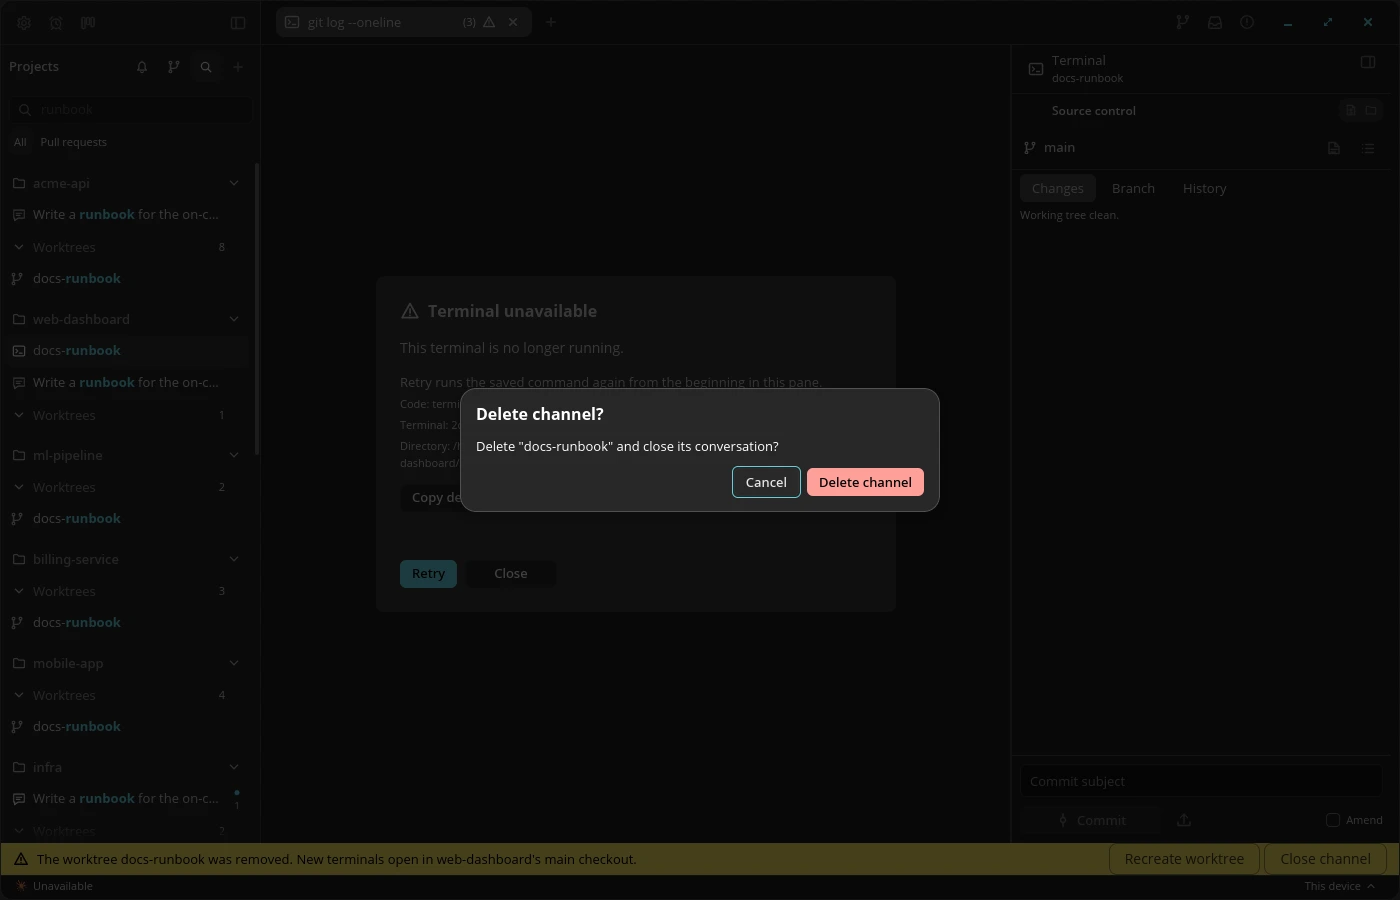 git log --oneline (3)
Projects
runbook
All Pull requests
acme-api
Write a runbook for the on-c...
Worktrees 8
docs-runbook
web-dashboard
docs-runbook
Write a runbook for the on-c...
Worktrees 1
ml-pipeline
Worktrees 2
docs-runbook
billing-service
Worktrees 3
docs-runbook
mobile-app
Worktrees 4
docs-runbook
infra
Write a runbook for the on-c...
1
Worktrees
Terminal unavailable
This terminal is no longer running.
Retry runs the saved command again from the beginning in this pane.
Code:
Terminal:
Directory:
dashboard/
Copy
Retry Close
Delete channel?
Delete "docs-runbook" and close its conversation?
Cancel Delete channel
Terminal
docs-runbook
Source control
main
Changes Branch History
Working tree clean.
Commit subject
Commit Amend
The worktree docs-runbook was removed. New terminals open in web-dashboard's main checkout.
Recreate worktree Close channel
Unavailable This device